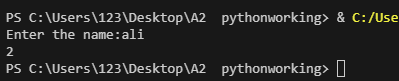 PS C:\Users\123\Desktop\A2  pythonworking> & C:/Use
Enter the name:ali
2
PS C:\Users\123\Desktop\A2  pythonworking>